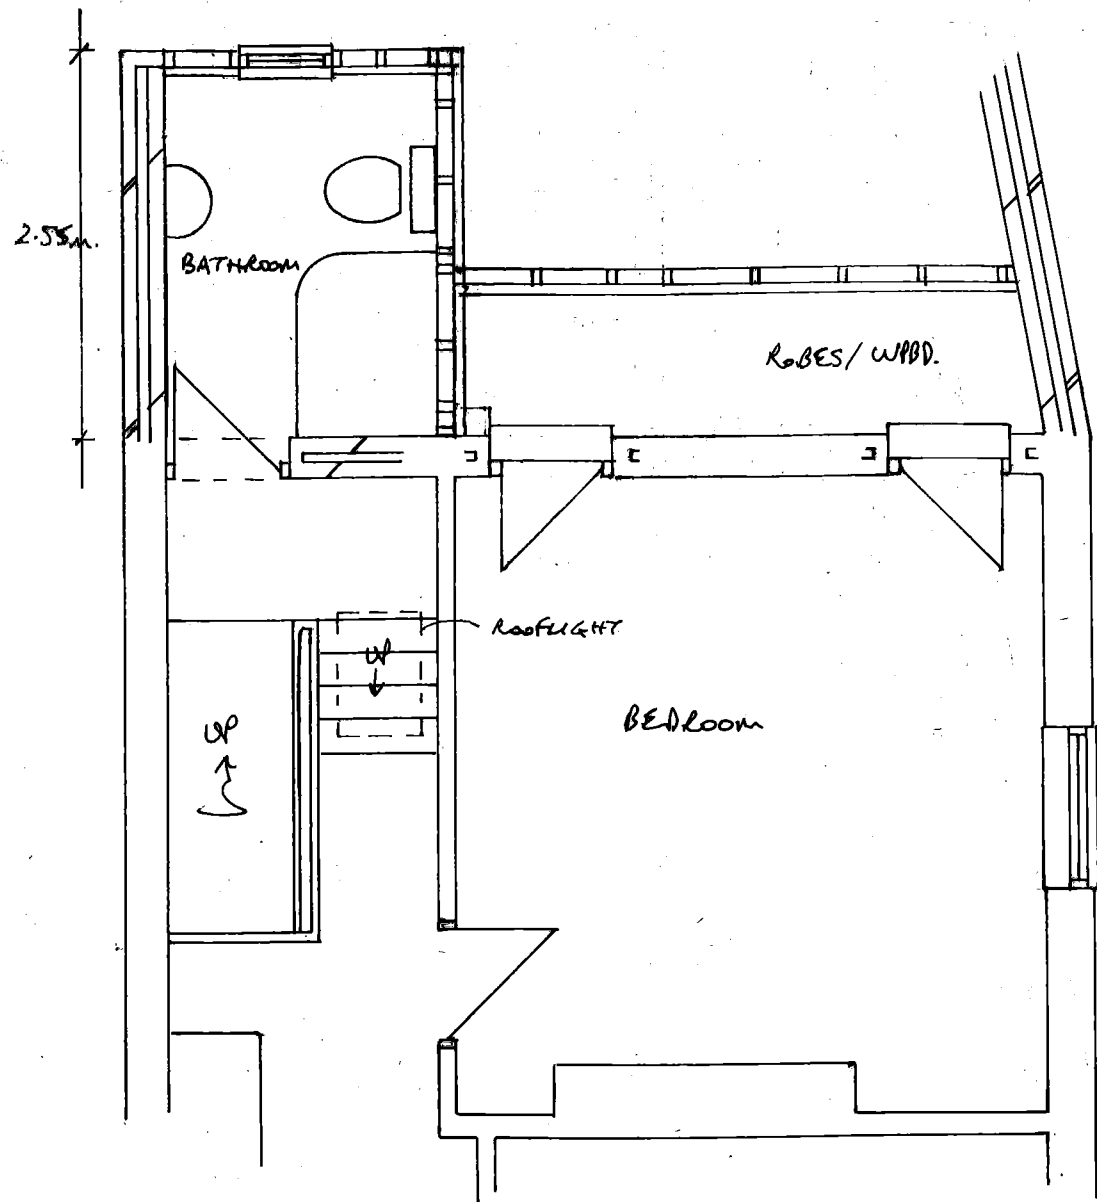 2.55m.
BATHROOM
ROBES/ WPBD.
ROOFLIGHT
UP
BEDROOM
UP